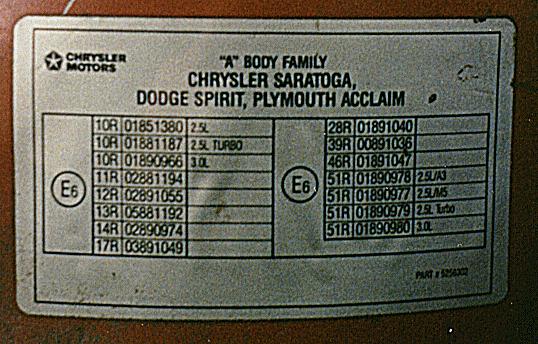 CHRYSLER
MOTORS
"A" BODY FAMILY
CHRYSLER SARATOGA,
DODGE SPIRIT, PLYMOUTH ACCLAIM
E6
10R 01851380 2.5L
10R 01881187 2.5L TURBO
10R 01890966 3.0L
11R 02881194
12R 02891055
13R 05881192
14R 02890974
17R 03891049
E6
28R 01891040
39R 00891036
46R 01891047
51R 01890978 2.5L/A3
51R 01890977 2.5L/M5
51R 01890979 2.5L Turbo
51R 01890980 3.0L
PART #